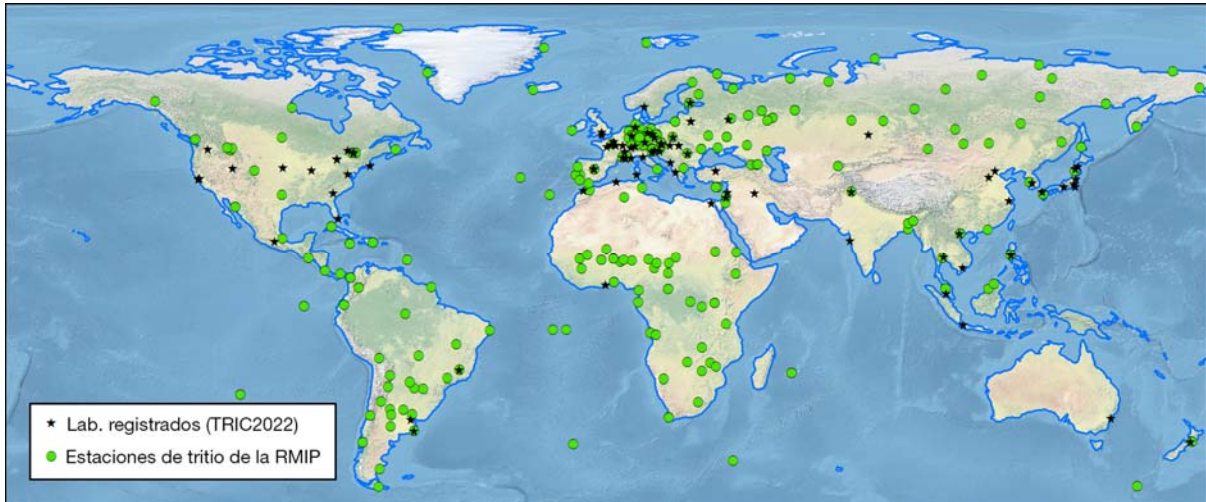 Lab. registrados (TRIC2022)
Estaciones de tritio de la RMIP